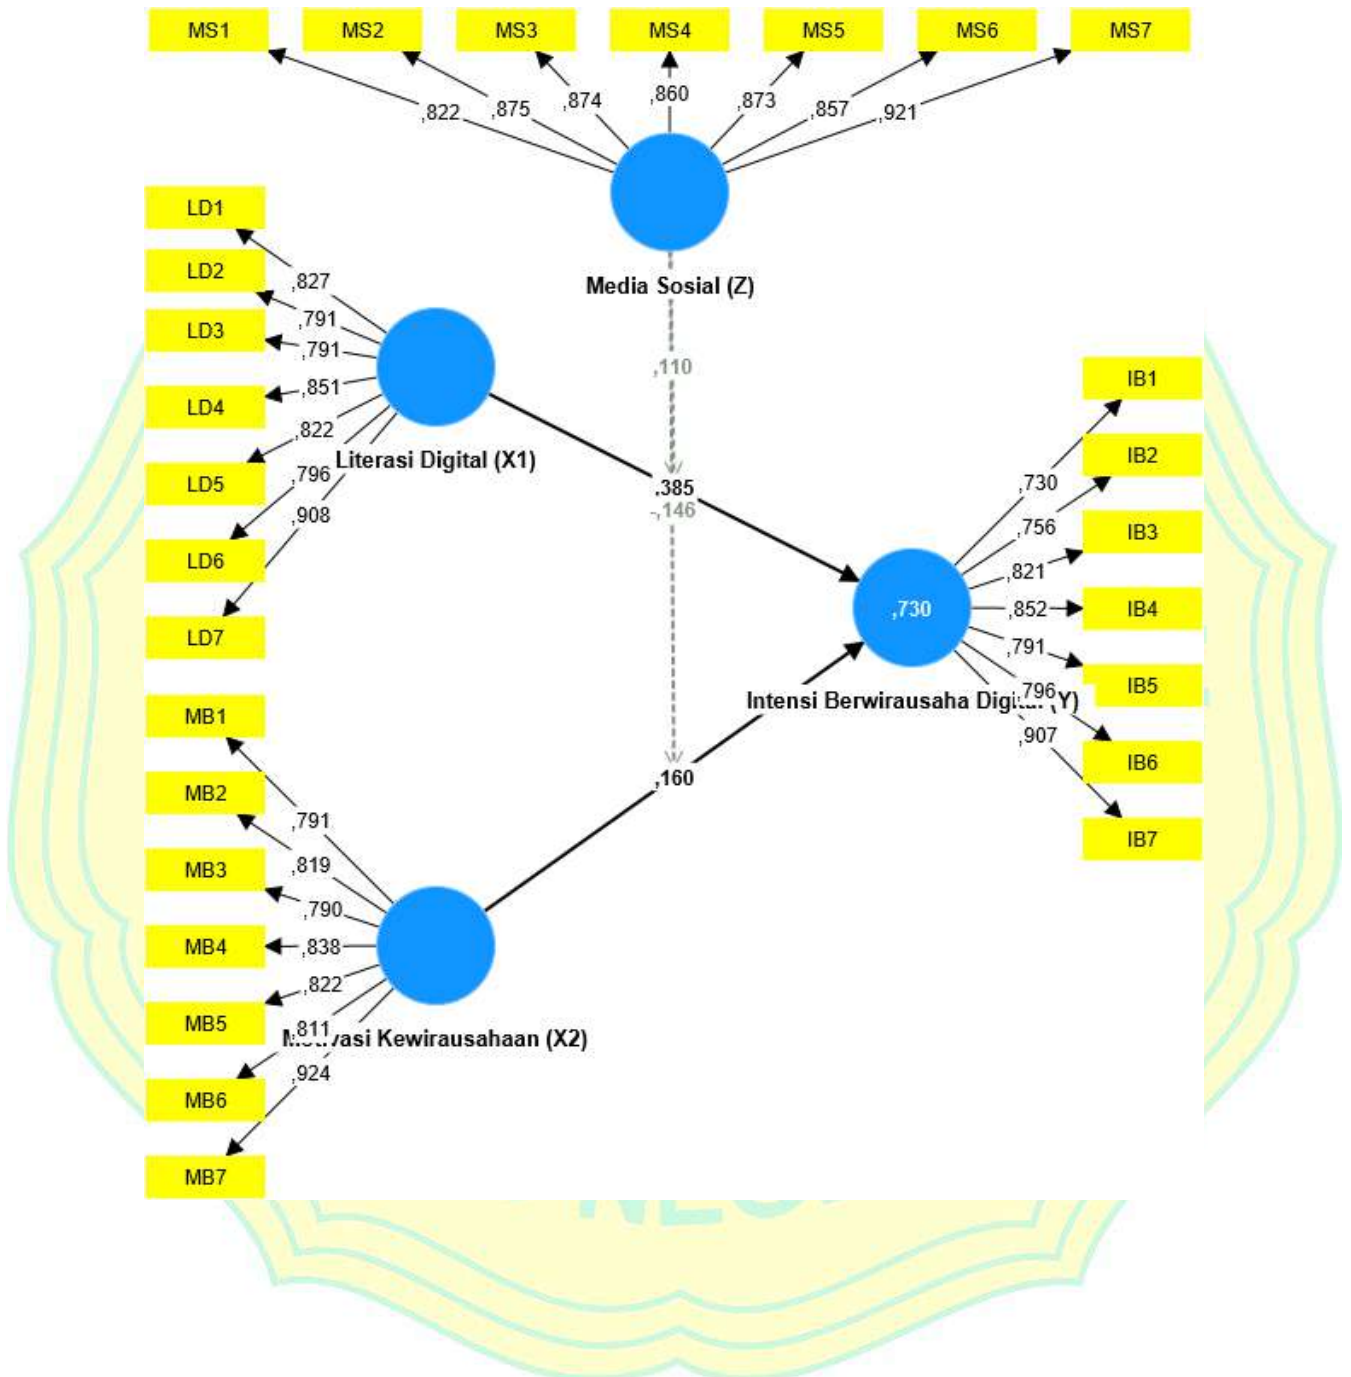 MS1 MS2 MS3 MS4 MS5 MS6 MS7
,822 ,875 ,874 ,860 ,873 ,857 ,921
Media Sosial (Z)
LD1
LD2
LD3
LD4
LD5
LD6
LD7
,827
,791
,791
,851
,822
,796
,908
Literasi Digital (X1)
,110
,385
-,146
,160
MB1
MB2
MB3
MB4
MB5
MB6
MB7
,791
,819
,790
,838
,822
,811
,924
Kewirausahaan (X2)
,730
Intensi Berwirausaha Digital (Y)
,730
,756
,821
,852
,791
,796
,907
IB1
IB2
IB3
IB4
IB5
IB6
IB7